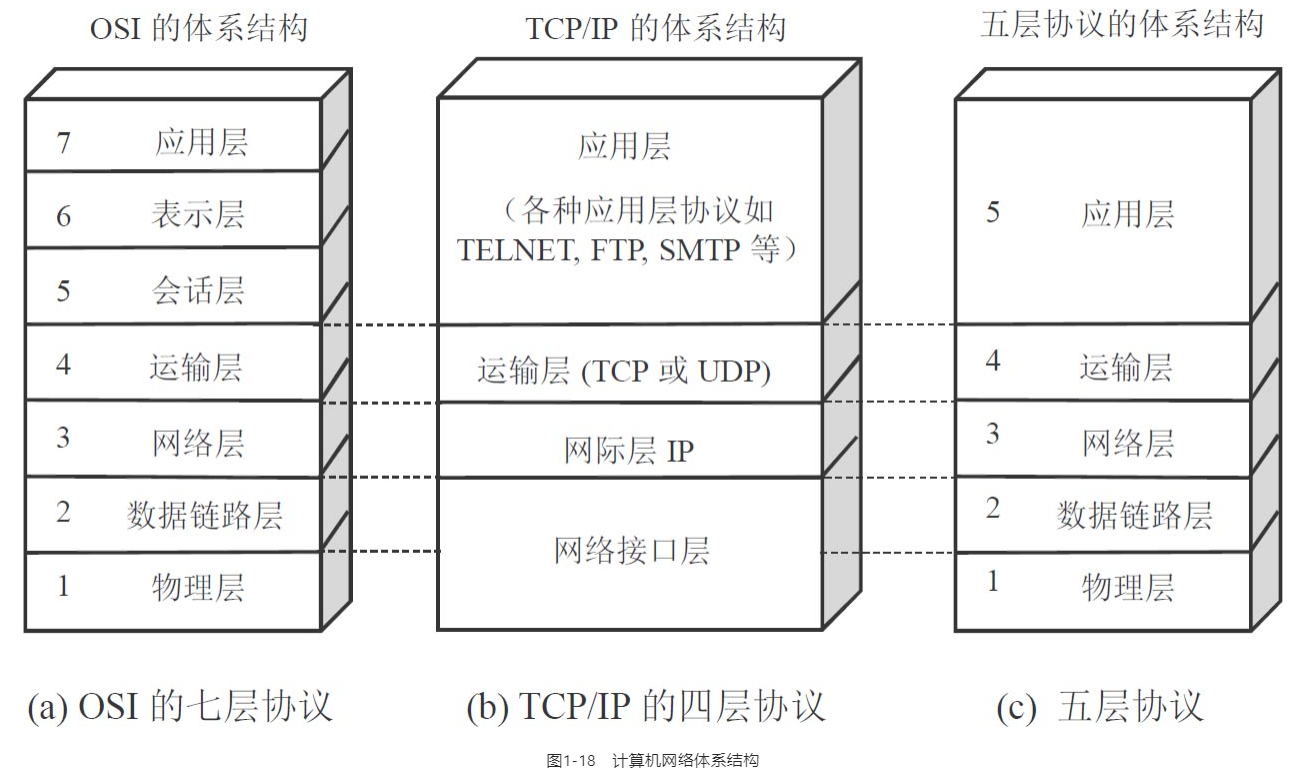 OSI 的体系结构
7 应用层
6 表示层
5 会话层
4 运输层
3 网络层
2 数据链路层
1 物理层
(a) OSI 的七层协议
TCP/IP 的体系结构
应用层
（各种应用层协议如
TELNET, FTP, SMTP 等）
运输层 (TCP 或 UDP)
网际层 IP
网络接口层
(b) TCP/IP 的四层协议
五层协议的体系结构
5 应用层
4 运输层
3 网络层
2 数据链路层
1 物理层
(c) 五层协议
图1-18 计算机网络体系结构